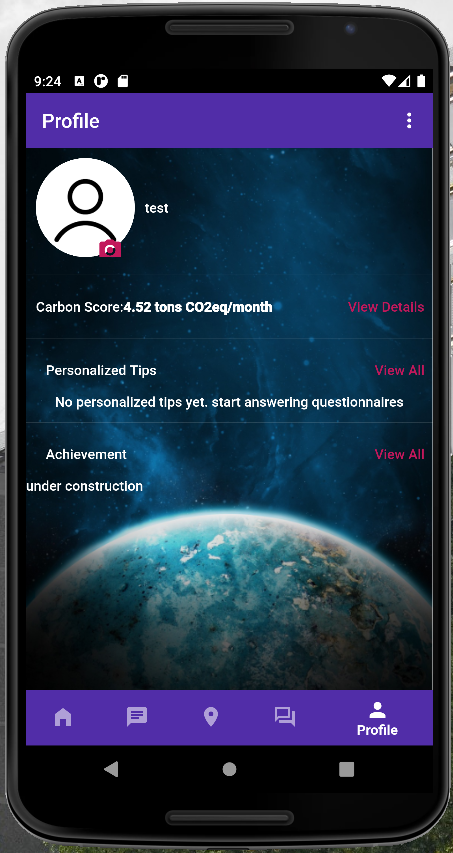 9:24
Profile
test
Carbon Score:4.52 tons CO2eq/month
View Details
Personalized Tips
View All
No personalized tips yet. start answering questionnaires
Achievement
View All
under construction
Profile